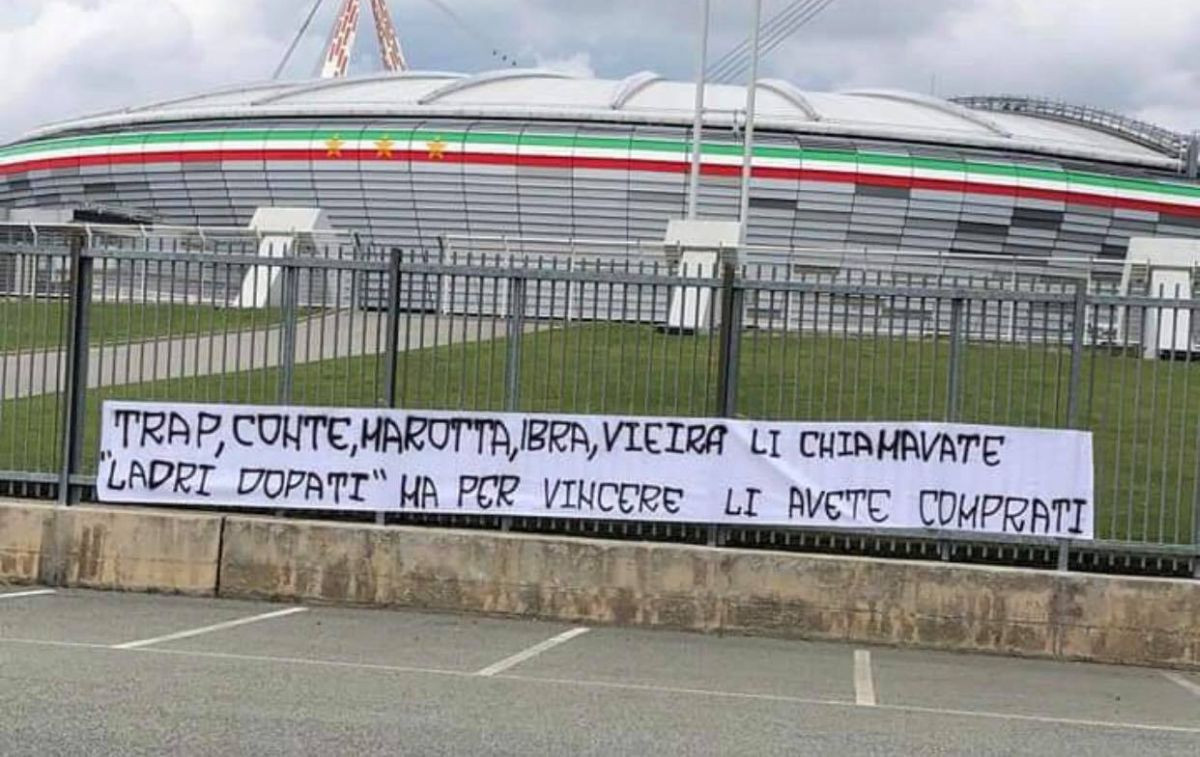 TRAP, CONTE, MAROTTA, IBRA, VIEIRA LI CHIAMAVATE
"LADRI DOPATI" MA PER VINCERE LI AVETE COMPRATI